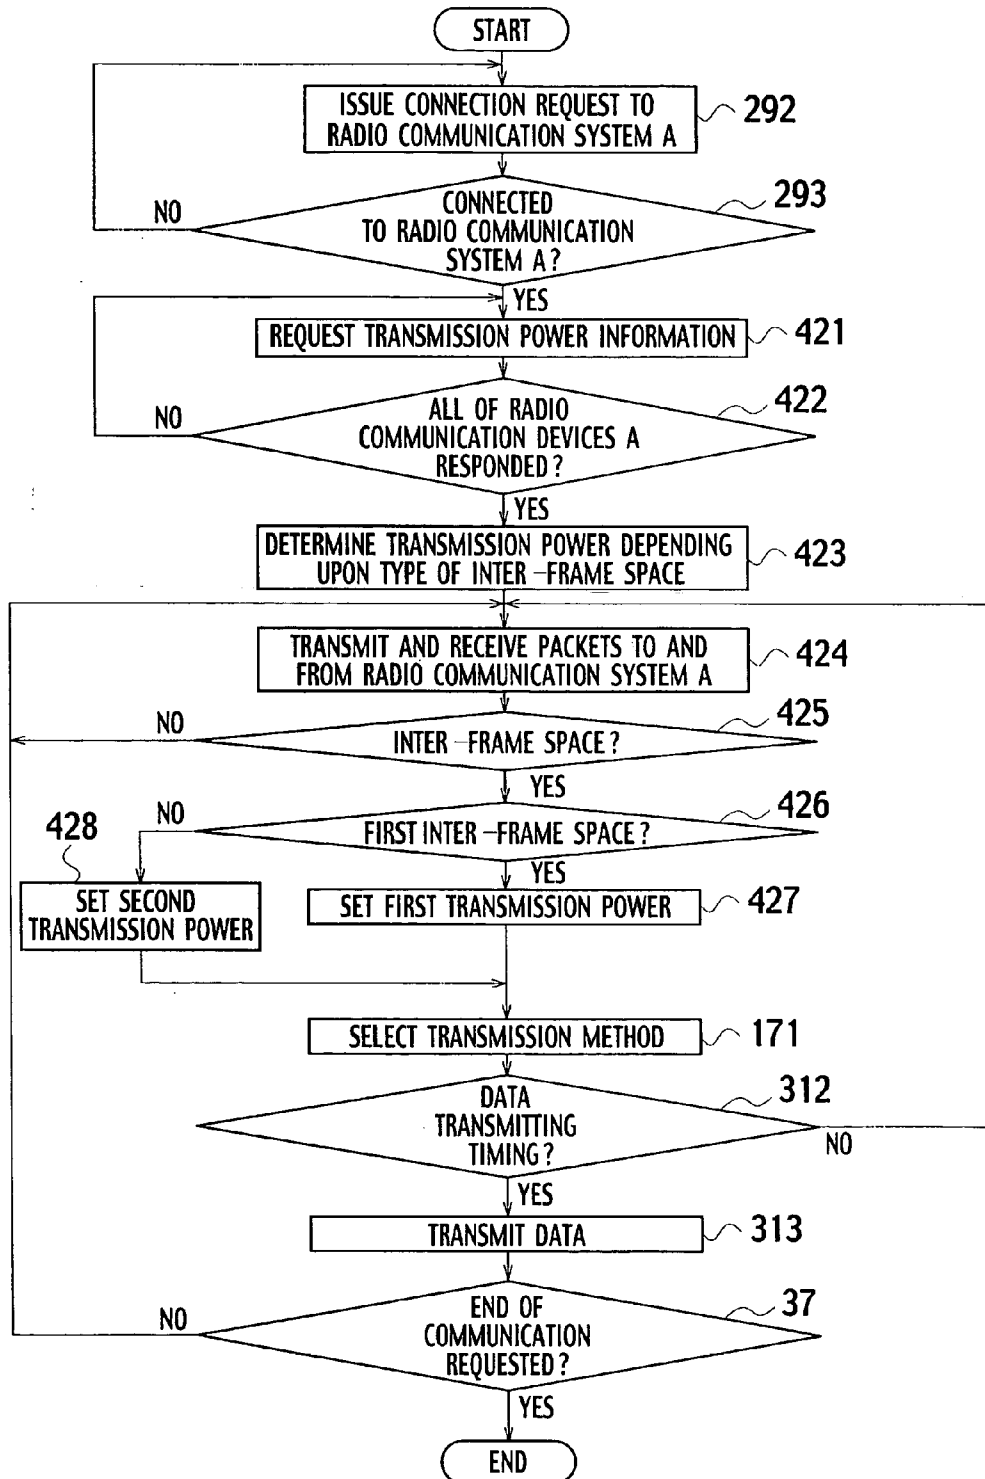 START
ISSUE CONNECTION REQUEST TO
RADIO COMMUNICATION SYSTEM A
292
CONNECTED
TO RADIO COMMUNICATION
SYSTEM A?
293
NO
YES
REQUEST TRANSMISSION POWER INFORMATION
421
ALL OF RADIO
COMMUNICATION DEVICES A
RESPONDED?
422
NO
YES
DETERMINE TRANSMISSION POWER DEPENDING
UPON TYPE OF INTER-FRAME SPACE
423
TRANSMIT AND RECEIVE PACKETS TO AND
FROM RADIO COMMUNICATION SYSTEM A
424
INTER-FRAME SPACE?
425
NO
YES
FIRST INTER-FRAME SPACE?
426
NO
YES
428
SET SECOND
TRANSMISSION POWER
SET FIRST TRANSMISSION POWER
427
SELECT TRANSMISSION METHOD
171
DATA
TRANSMITTING
TIMING?
312
NO
YES
TRANSMIT DATA
313
END OF
COMMUNICATION
REQUESTED?
37
NO
YES
END